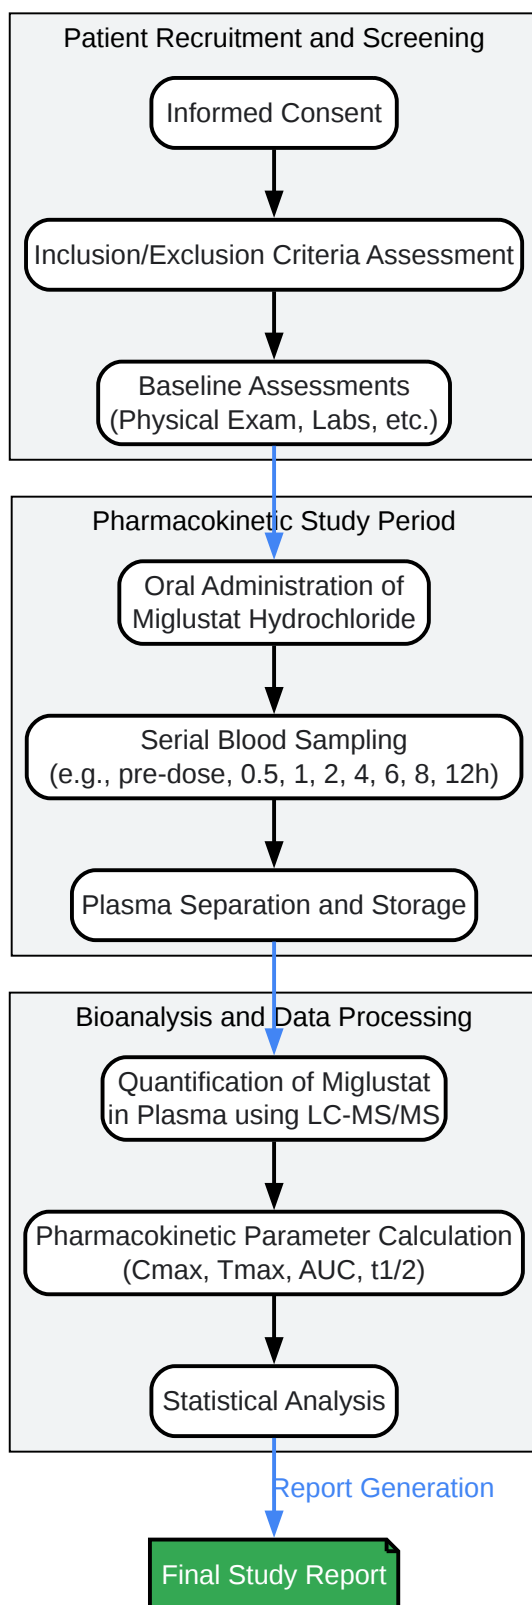 Patient Recruitment and Screening
Informed Consent
Inclusion/Exclusion Criteria Assessment
Baseline Assessments
(Physical Exam, Labs, etc.)
Pharmacokinetic Study Period
Oral Administration of
Miglustat Hydrochloride
Serial Blood Sampling
(e.g., pre-dose, 0.5, 1, 2, 4, 6, 8, 12h)
Plasma Separation and Storage
Bioanalysis and Data Processing
Quantification of Miglustat
in Plasma using LC-MS/MS
Pharmacokinetic Parameter Calculation
(Cmax, Tmax, AUC, t1/2)
Statistical Analysis
Report Generation
Final Study Report